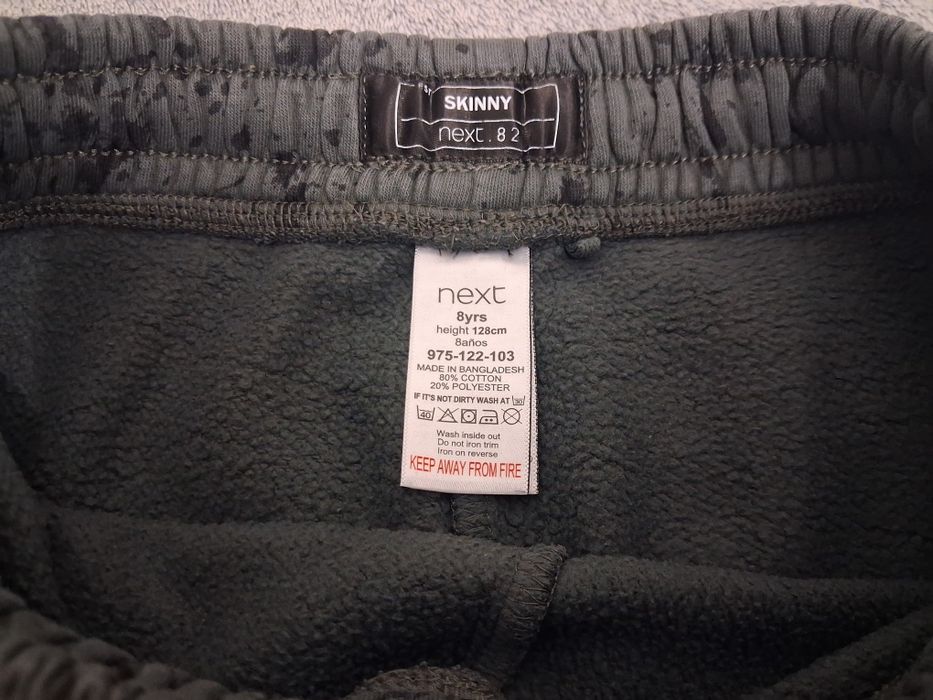 SKINNY
next.82
next
8yrs
height 128cm
8años
975-122-103
MADE IN BANGLADESH
80% COTTON
20% POLYESTER
IF IT'S NOT DIRTY WASH AT 30
40
Wash inside out
Do not iron trim
Iron on reverse
KEEP AWAY FROM FIRE